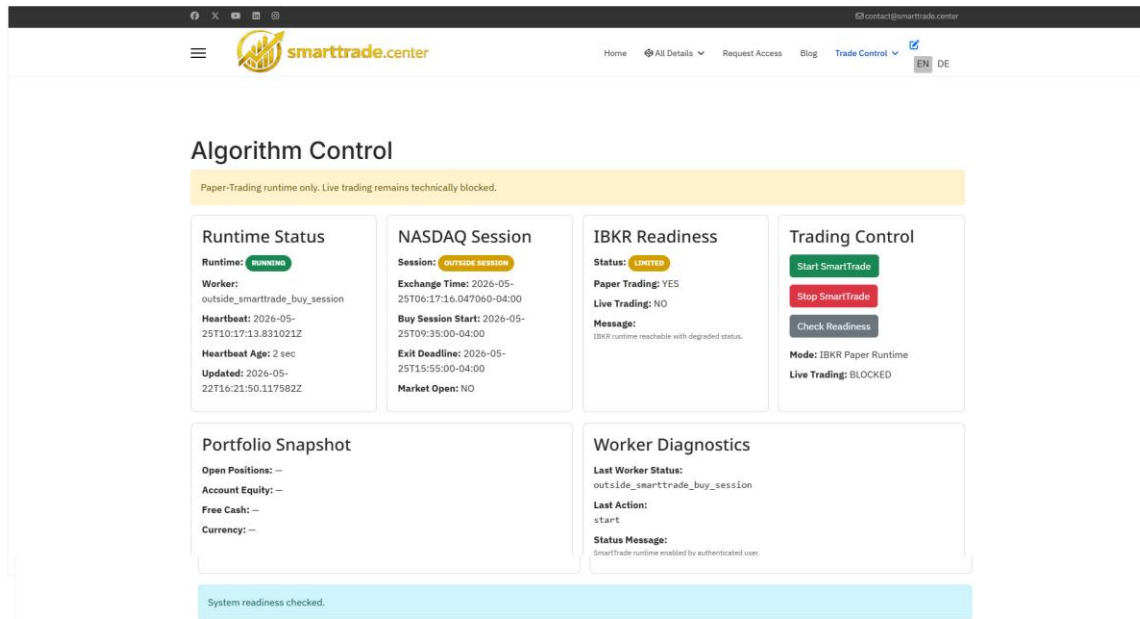 contact@smarttrade.center
smarttrade.center
Home All Details Request Access Blog Trade Control
EN DE
Algorithm Control
Paper-Trading runtime only. Live trading remains technically blocked.
Runtime Status
Runtime: RUNNING
Worker:
outside_smarttrade_buy_session
Heartbeat: 2026-05-
25T10:17:13.831021Z
Heartbeat Age: 2 sec
Updated: 2026-05-
22T16:21:50.117582Z
NASDAQ Session
Session: OUTSIDE SESSION
Exchange Time: 2026-05-
25T06:17:16.047060-04:00
Buy Session Start: 2026-05-
25T09:35:00-04:00
Exit Deadline: 2026-05-
25T15:55:00-04:00
Market Open: NO
IBKR Readiness
Status: LIMITED
Paper Trading: YES
Live Trading: NO
Message:
IBKR runtime reachable with degraded status.
Trading Control
Start SmartTrade
Stop SmartTrade
Check Readiness
Mode: IBKR Paper Runtime
Live Trading: BLOCKED
Portfolio Snapshot
Open Positions: —
Account Equity: —
Free Cash: —
Currency: —
Worker Diagnostics
Last Worker Status:
outside_smarttrade_buy_session
Last Action:
start
Status Message:
SmartTrade runtime enabled by authenticated user.
System readiness checked.